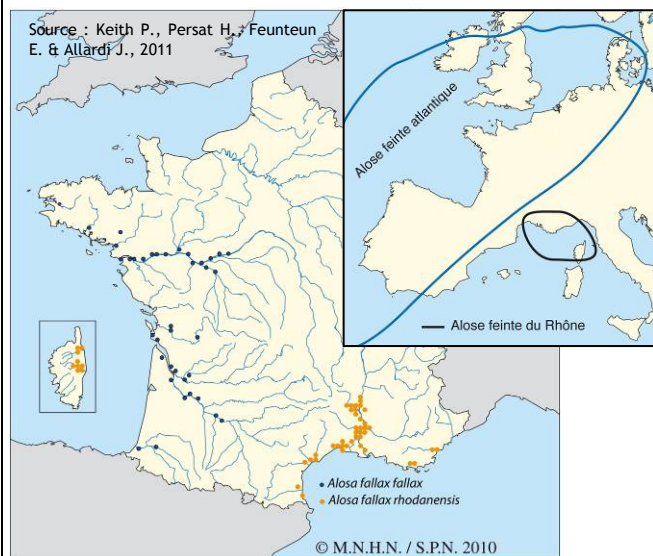 Source : Keith P., Persat H., Feunteun
E. & Allardi J., 2011
Alose feinte atlantique
Alose feinte du Rhône
Alosa fallax fallax
Alosa fallax rhodanensis
© M.N.H.N. / S.P.N. 2010